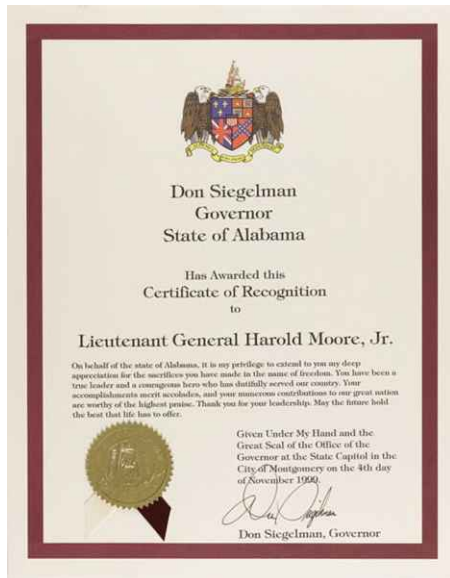 Don Siegelman
Governor
State of Alabama
Has Awarded this
Certificate of Recognition
to
Lieutenant General Harold Moore, Jr.
On behalf of the state of Alabama, it is my privilege to extend to you my deep
appreciation for the sacrifices you have made in the name of freedom. You have been a
true leader and a courageous hero who has dutifully served our country. Your
accomplishments merit accolades, and your numerous contributions to our great nation
are worthy of the highest praise. Thank you for your leadership. May the future hold
the best that life has to offer.
Given Under My Hand and the
Great Seal of the Office of the
Governor at the State Capitol in the
City of Montgomery on the 4th day
of November 1999.
Don Siegelman, Governor